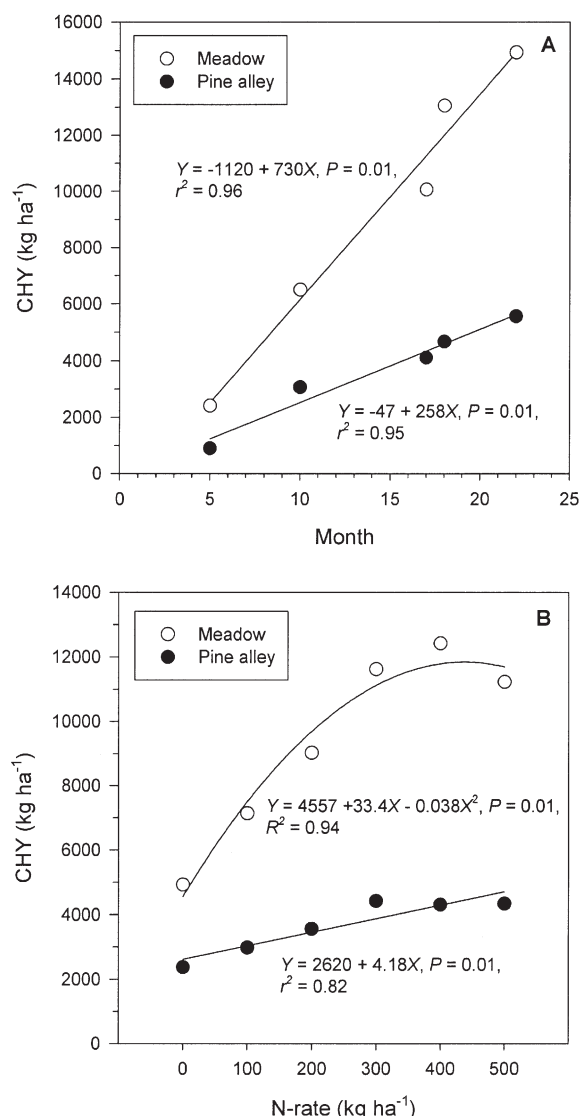 A
Meadow
Pine alley
Y = -1120 + 730X, P = 0.01,
r² = 0.96
Y = -47 + 258X, P = 0.01,
r² = 0.95
CHY (kg ha⁻¹)
16000
14000
12000
10000
8000
6000
4000
2000
0
0 5 10 15 20 25
Month
B
Meadow
Pine alley
Y = 4557 +33.4X - 0.038X², P = 0.01,
R² = 0.94
Y = 2620 + 4.18X, P = 0.01,
r² = 0.82
CHY (kg ha⁻¹)
14000
12000
10000
8000
6000
4000
2000
0
0 100 200 300 400 500
N-rate (kg ha⁻¹)